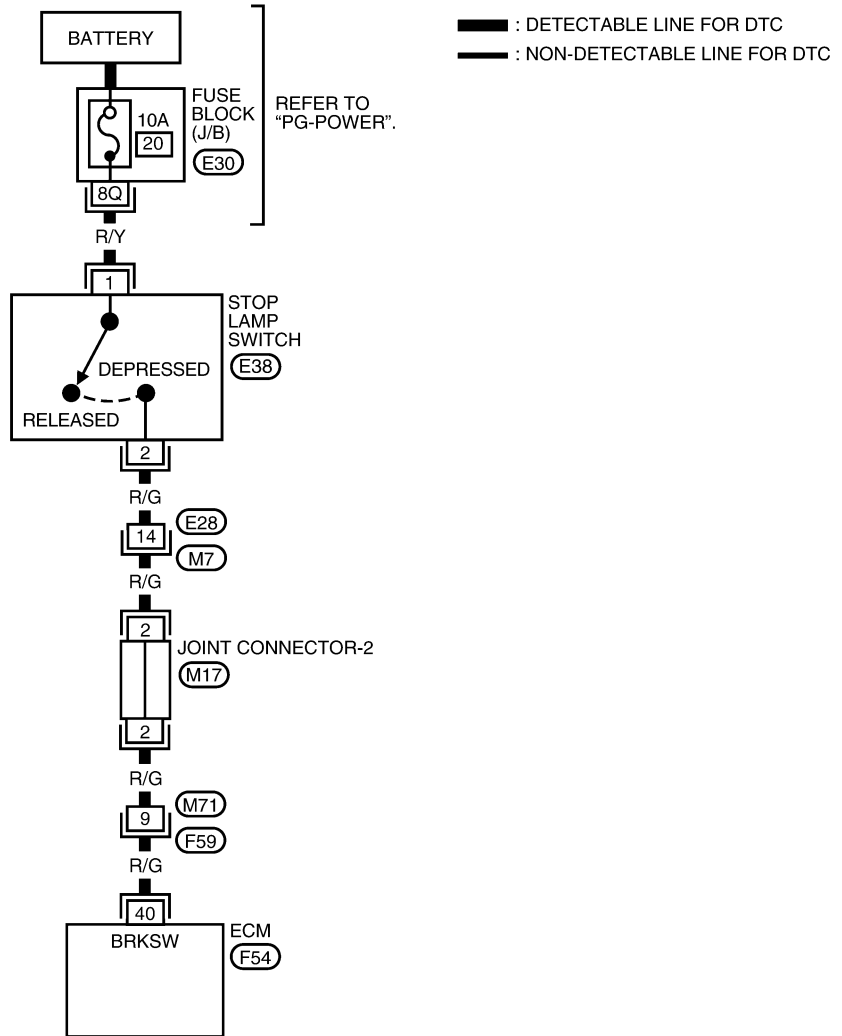 BATTERY
: DETECTABLE LINE FOR DTC
: NON-DETECTABLE LINE FOR DTC
FUSE
BLOCK
(J/B)
E30
10A
20
REFER TO
“PG-POWER”.
8Q
R/Y
1
STOP
LAMP
SWITCH
E38
DEPRESSED
RELEASED
2
R/G
14
E28
M7
R/G
2
JOINT CONNECTOR-2
M17
2
R/G
9
M71
F59
R/G
40
BRKSW
ECM
F54